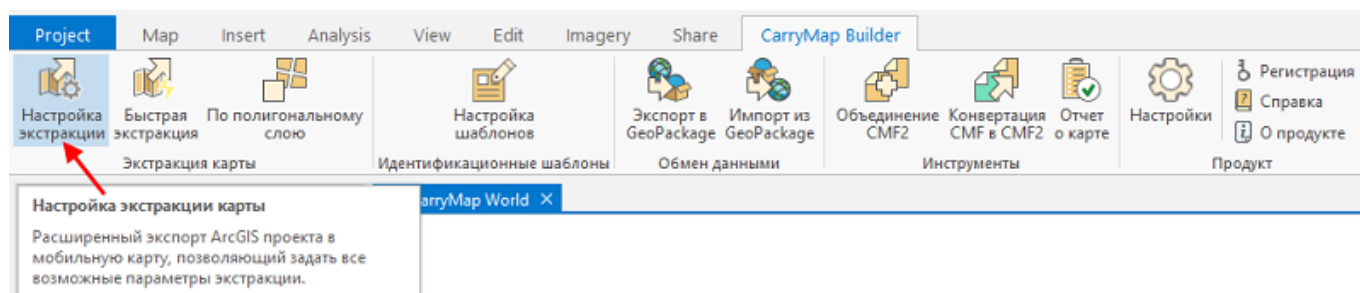 Project Map Insert Analysis View Edit Imagery Share CarryMap Builder
Настройка экстракции
Быстрая экстракция
По полигональному слою
Экстракция карты
Настройка шаблонов
Идентификационные шаблоны
Экспорт в GeoPackage
Импорт из GeoPackage
Обмен данными
Объединение CMF2
Конвертация CMF в CMF2
Отчет о карте
Инструменты
Настройки
Регистрация
Справка
О продукте
Продукт
arryMap World
Настройка экстракции карты
Расширенный экспорт ArcGIS проекта в
мобильную карту, позволяющий задать все
возможные параметры экстракции.